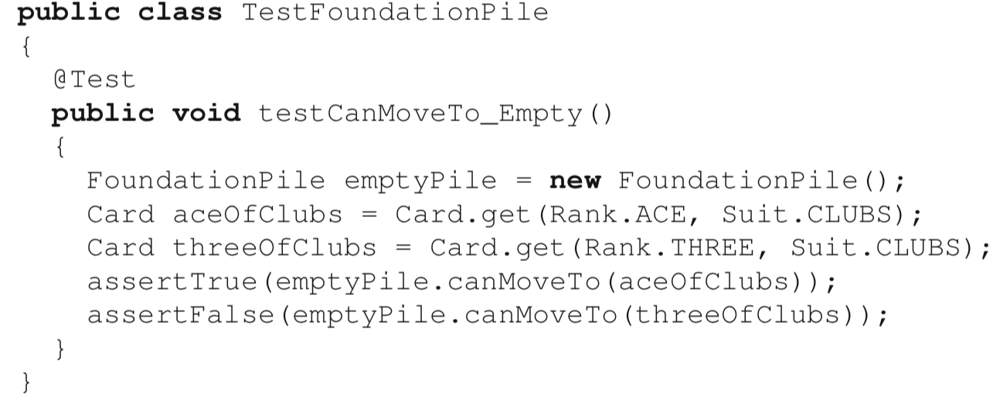 public class TestFoundationPile
{
@Test
public void testCanMoveTo_Empty()
{
FoundationPile emptyPile = new FoundationPile();
Card aceOfClubs = Card.get(Rank.ACE, Suit.CLUBS);
Card threeOfClubs = Card.get(Rank.THREE, Suit.CLUBS);
assertTrue(emptyPile.canMoveTo(aceOfClubs));
assertFalse(emptyPile.canMoveTo(threeOfClubs));
}
}